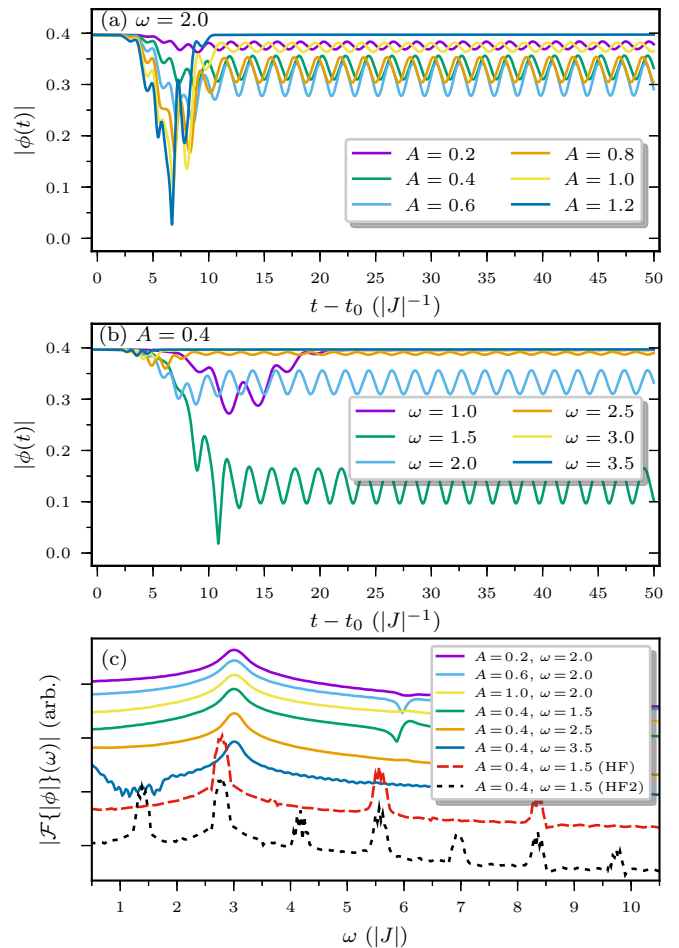 (a) ω = 2.0
0.4
0.3
0.2
0.1
0.0
|ϕ(t)|
A = 0.2
A = 0.4
A = 0.6
A = 0.8
A = 1.0
A = 1.2
0 5 10 15 20 25 30 35 40 45 50
t − t₀ (|J|⁻¹)
(b) A = 0.4
0.4
0.3
0.2
0.1
0.0
|ϕ(t)|
ω = 1.0
ω = 1.5
ω = 2.0
ω = 2.5
ω = 3.0
ω = 3.5
0 5 10 15 20 25 30 35 40 45 50
t − t₀ (|J|⁻¹)
(c)
|ℱ{|ϕ|}(ω)| (arb.)
A = 0.2, ω = 2.0
A = 0.6, ω = 2.0
A = 1.0, ω = 2.0
A = 0.4, ω = 1.5
A = 0.4, ω = 2.5
A = 0.4, ω = 3.5
A = 0.4, ω = 1.5 (HF)
A = 0.4, ω = 1.5 (HF2)
1 2 3 4 5 6 7 8 9 10
ω (|J|)